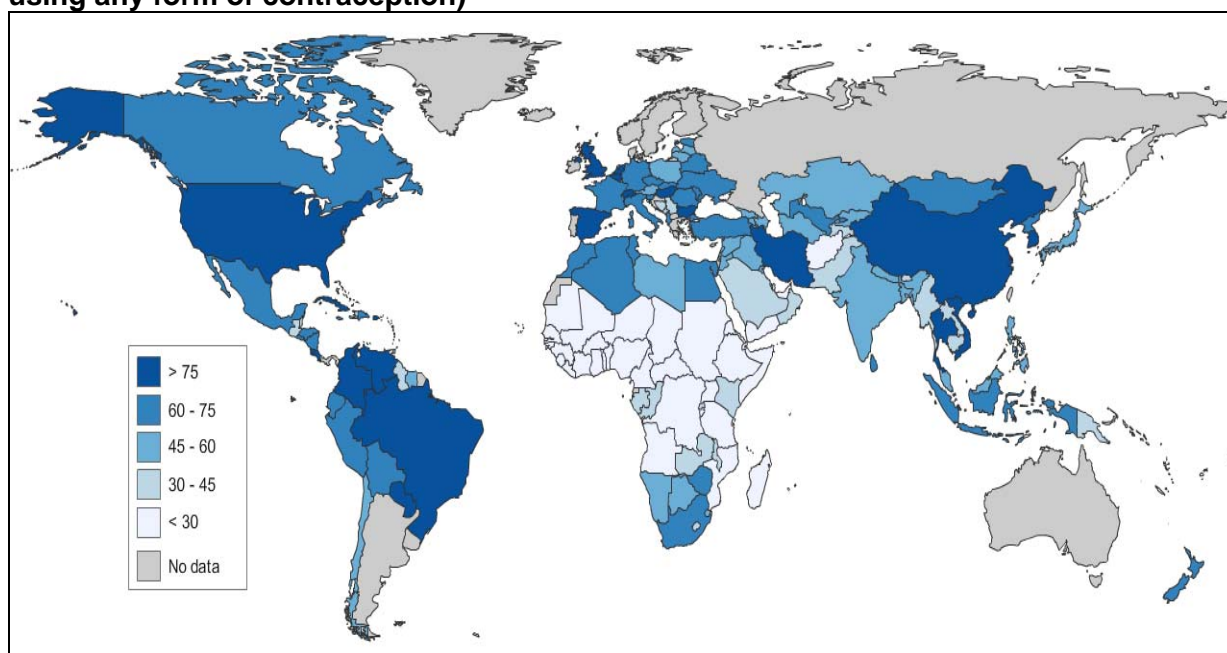 using any form of contraception)
> 75
60 - 75
45 - 60
30 - 45
< 30
No data